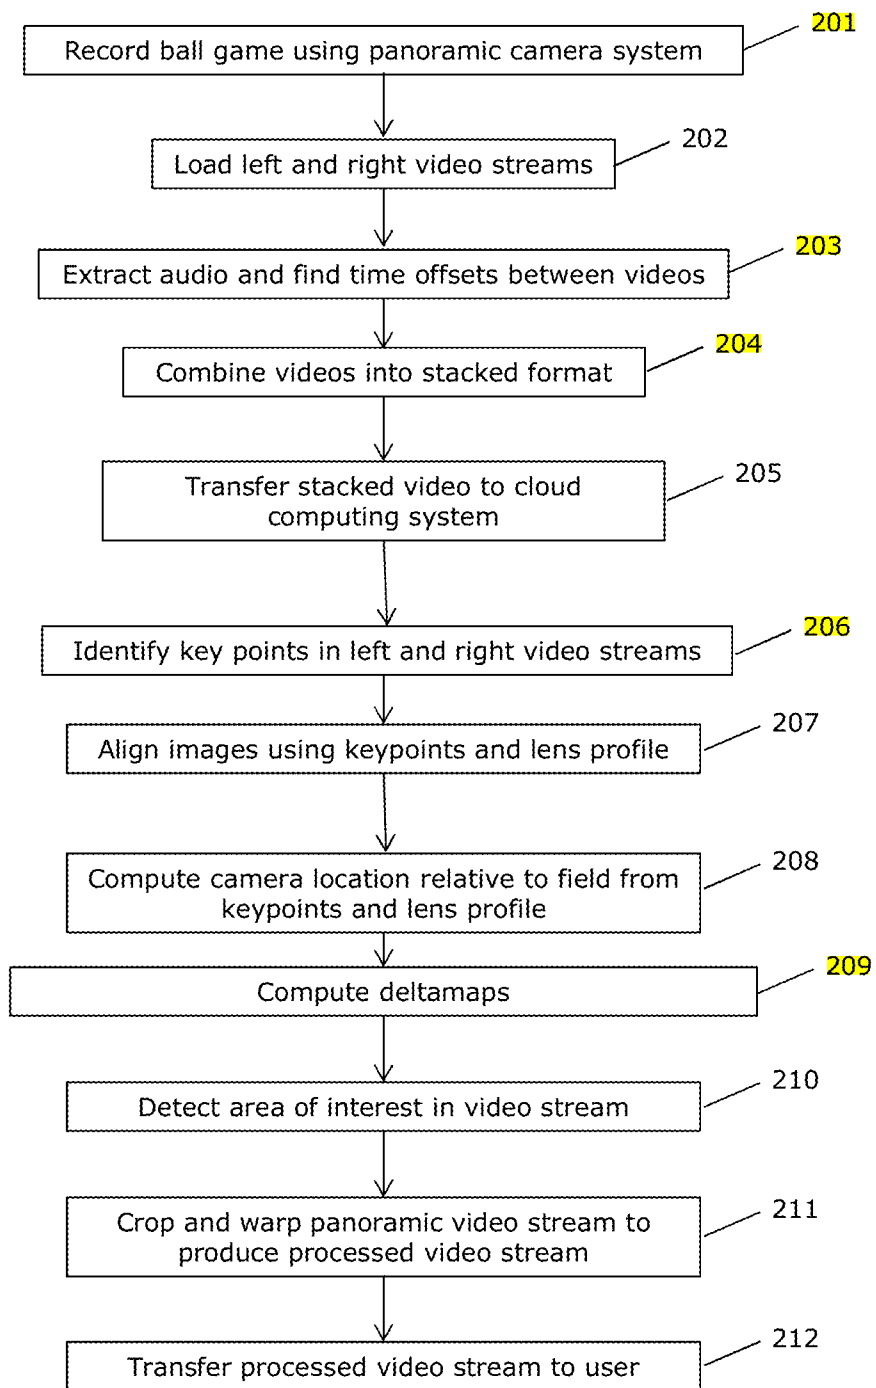 201
Record ball game using panoramic camera system
202
Load left and right video streams
203
Extract audio and find time offsets between videos
204
Combine videos into stacked format
205
Transfer stacked video to cloud
computing system
206
Identify key points in left and right video streams
207
Align images using keypoints and lens profile
208
Compute camera location relative to field from
keypoints and lens profile
209
Compute deltamaps
210
Detect area of interest in video stream
211
Crop and warp panoramic video stream to
produce processed video stream
212
Transfer processed video stream to user